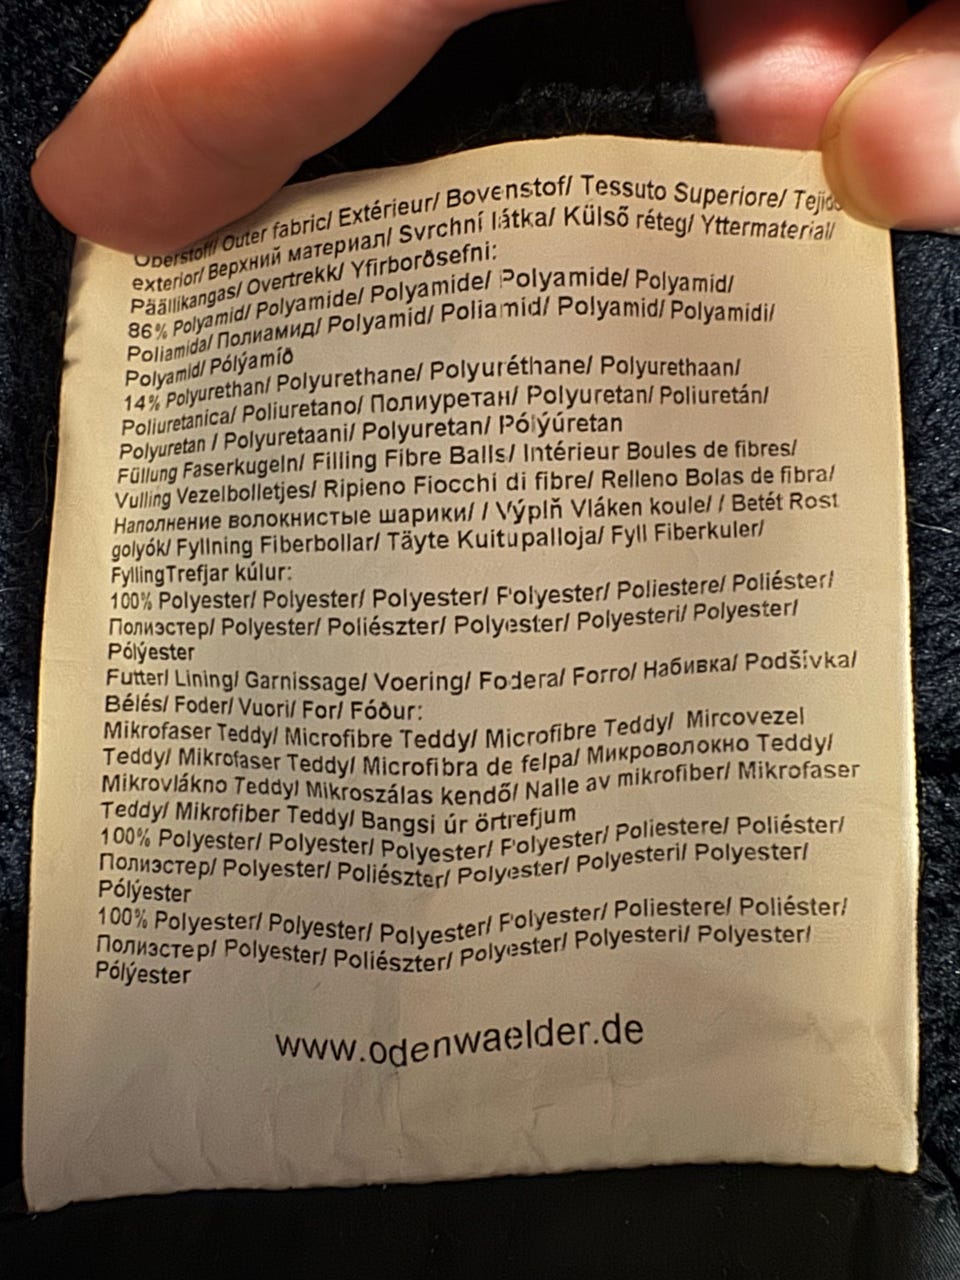 Oberstoff/ Outer fabric/ Extérieur/ Bovenstof/ Tessuto Superiore/ Tejido
exterior/ Верхний материал/ Svrchní látka/ Külső réteg/ Yttermaterial/
Päällikangas/ Overtrekk/ Yfirborðsefni:
86% Polyamid/ Polyamide/ Polyamide/ Polyamide/ Polyamid/
Poliamida/ Полиамид/ Polyamid/ Poliamid/ Polyamid/ Polyamidi/
Polyamid/ Pólýamíð
14% Polyurethan/ Polyurethane/ Polyuréthane/ Polyurethaan/
Poliuretanica/ Poliuretano/ Полиуретан/ Polyuretan/ Poliuretán/
Polyuretan / Polyuretaani/ Polyuretan/ Pólýúretan
Füllung Faserkugeln/ Filling Fibre Balls/ Intérieur Boules de fibres/
Vulling Vezelbolletjes/ Ripieno Fiocchi di fibre/ Relleno Bolas de fibra/
Наполнение волокнистые шарики/ / Výplň Vláken koule/ / Betét Rost
golyók/ Fyllning Fiberbollar/ Täyte Kuitupalloja/ Fyll Fiberkuler/
FyllingTrefjar kúlur:
100% Polyester/ Polyester/ Polyester/ Polyester/ Poliestere/ Poliéster/
Полиэстер/ Polyester/ Poliészter/ Polyester/ Polyesteri/ Polyester/
Pólýester
Futter/ Lining/ Garnissage/ Voering/ Fodera/ Forro/ Набивка/ Podšívka/
Bélés/ Foder/ Vuori/ For/ Fóður:
Mikrofaser Teddy/ Microfibre Teddy/ Microfibre Teddy/ Mircovezel
Teddy/ Mikrofaser Teddy/ Microfibra de felpa/ Микроволокно Teddy/
Mikrovlákno Teddy/ Mikroszálas kendő/ Nalle av mikrofiber/ Mikrofaser
Teddy/ Mikrofiber Teddy/ Bangsi úr örtrefjum
100% Polyester/ Polyester/ Polyester/ Polyester/ Poliestere/ Poliéster/
Полиэстер/ Polyester/ Poliészter/ Polyester/ Polyesteri/ Polyester/
Pólýester
100% Polyester/ Polyester/ Polyester/ Polyester/ Poliestere/ Poliéster/
Полиэстер/ Polyester/ Poliészter/ Polyester/ Polyesteri/ Polyester/
Pólýester
www.odenwaelder.de